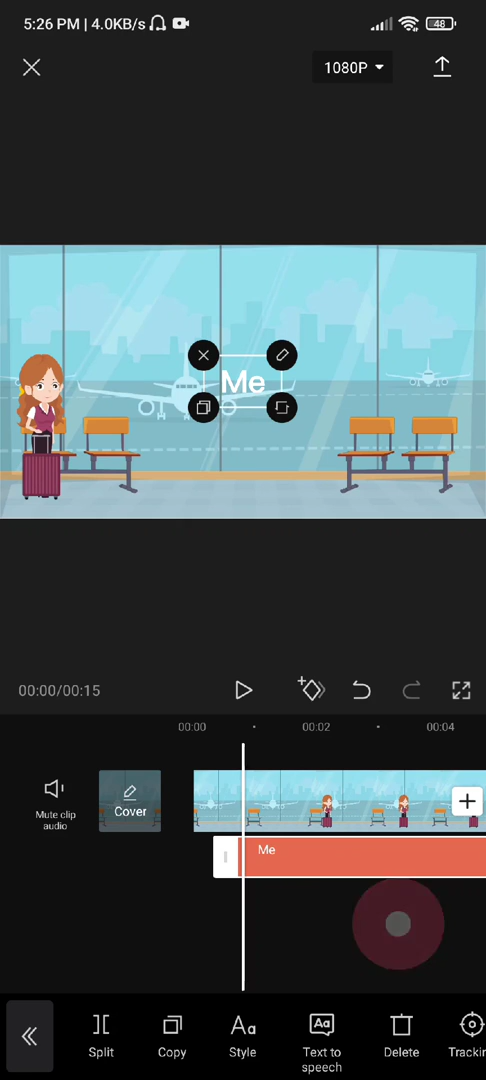 5:26 PM | 4.0KB/s
48
1080P
Me
00:00/00:15
00:00
00:02
00:04
Mute clip
audio
Cover
Me
Split
Copy
Style
Text to
speech
Delete
Trackin